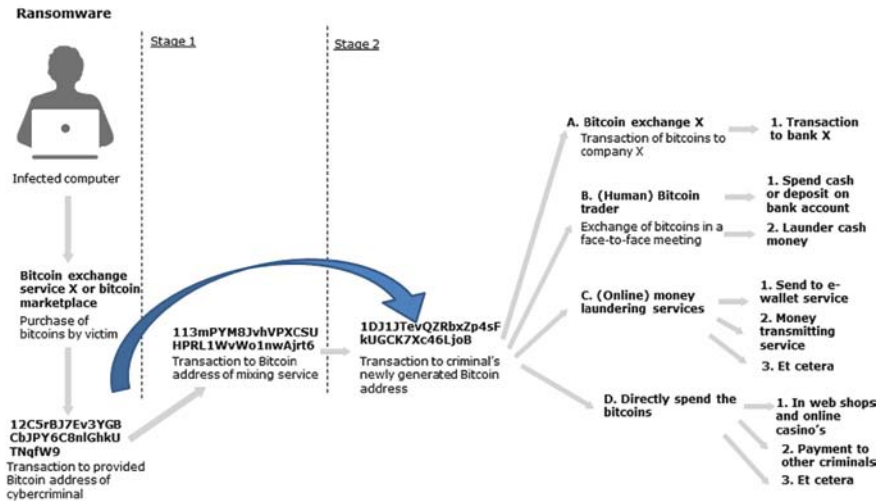 Ransomware
Infected computer
Bitcoin exchange
service X or bitcoin
marketplace
Purchase of
bitcoins by victim
12C5rBJ7Ev3YGB
CbJPY6C8nlGhkU
TNqfW9
Transaction to provided
Bitcoin address of
cybercriminal
Stage 1
113mPYM8JvhVPXCSU
HPRL1WvWo1nwAjrt6
Transaction to Bitcoin
address of mixing service
Stage 2
1DJ1JTevQZRbxZp4sF
kUGCK7Xc46LjoB
Transaction to criminal's
newly generated Bitcoin
address
A. Bitcoin exchange X
Transaction of bitcoins to
company X
1. Transaction
to bank X
B. (Human) Bitcoin
trader
Exchange of bitcoins in a
face-to-face meeting
1. Spend cash
or deposit on
bank account
2. Launder cash
money
C. (Online) money
laundering services
1. Send to e-
wallet service
2. Money
transmitting
service
3. Et cetera
D. Directly spend the
bitcoins
1. In web shops
and online
casino's
2. Payment to
other criminals
3. Et cetera